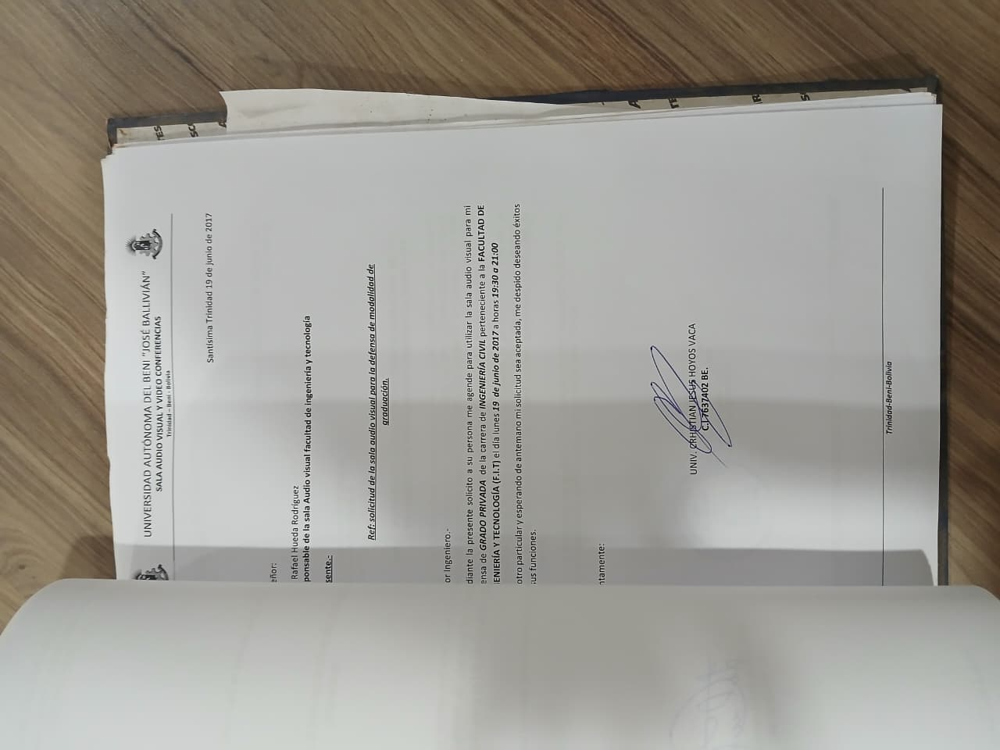 UNIVERSIDAD AUTÓNOMA DEL BENI "JOSÉ BALLIVIÁN"
SALA AUDIO VISUAL Y VIDEO CONFERENCIAS
Trinidad – Beni - Bolivia
Santísima Trinidad 19 de junio de 2017
eñor:
Rafael Hueda Rodríguez
ponsable de la sala Audio visual facultad de ingeniería y tecnología
sente.-
Ref: solicitud de la sala audio visual para la defensa de modalidad de
graduación.
or Ingeniero.-
diante la presente solicito a su persona me agende para utilizar la sala audio visual para mi
ensa de GRADO PRIVADA de la carrera de INGENIERÍA CIVIL perteneciente a la FACULTAD DE
ENIERÍA Y TECNOLOGÍA (F.I.T) el día lunes 19 de junio de 2017 a horas 19:30 a 21:00
otro particular y esperando de antemano mi solicitud sea aceptada, me despido deseando éxitos
us funciones.
ntamente:
UNIV. CRHISTIAN JESUS HOYOS VACA
C.I 7637402 BE.
Trinidad-Beni-Bolivia